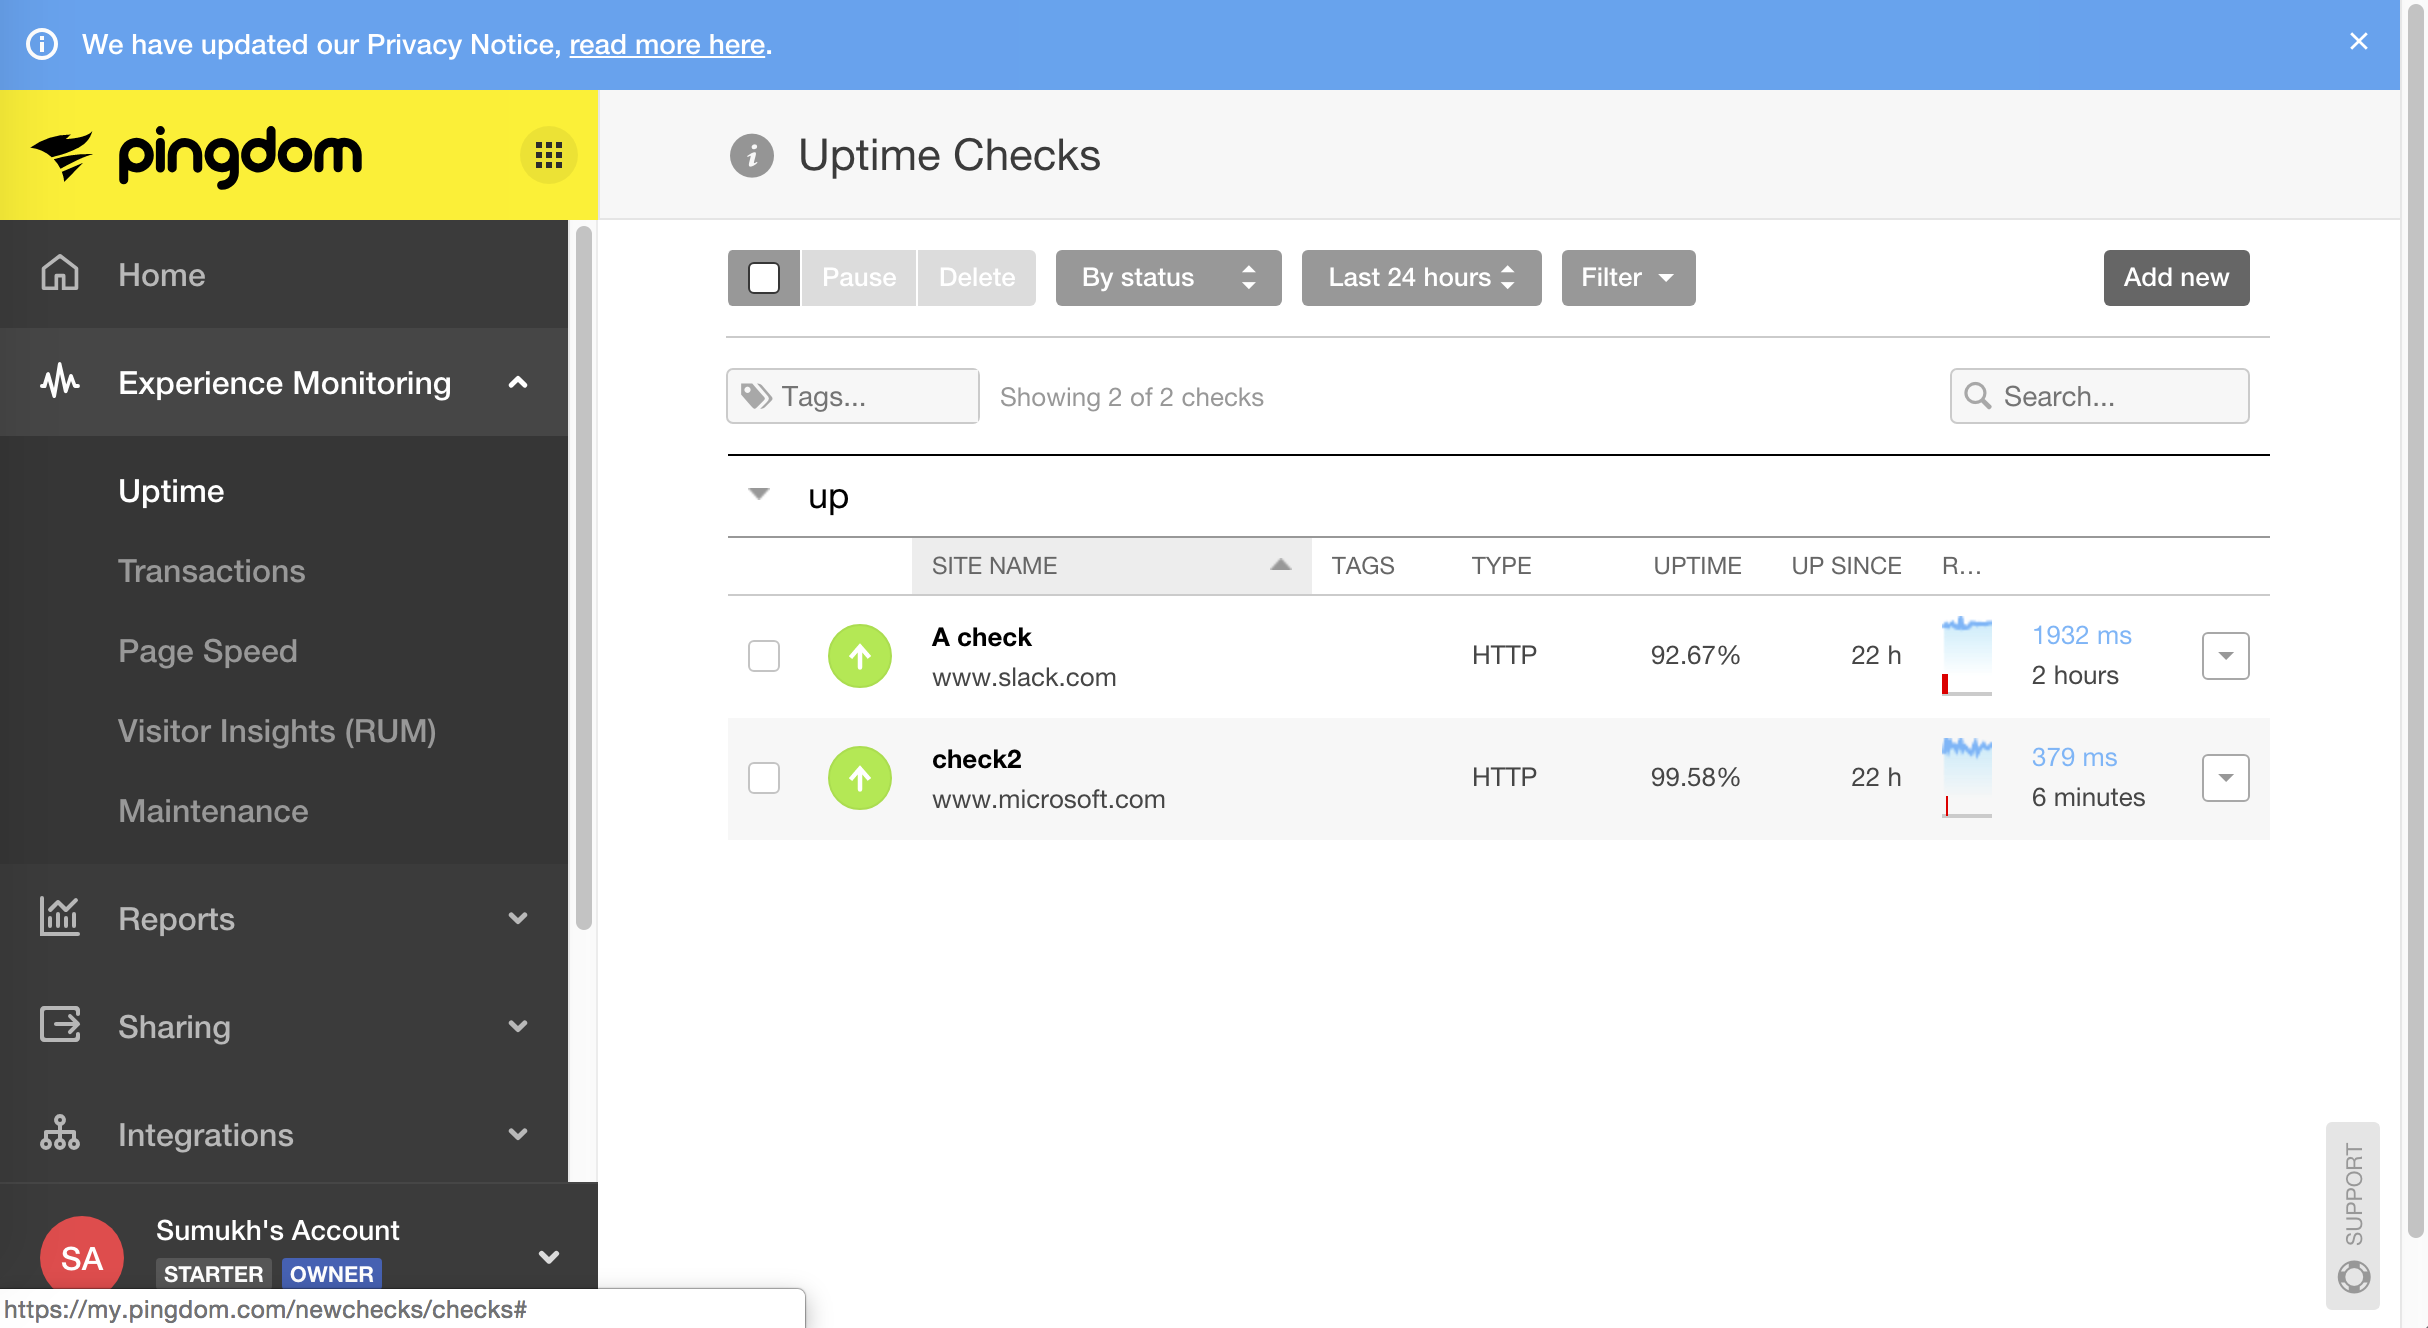 We have updated our Privacy Notice, read more here.
pingdom
Uptime Checks
Home
Experience Monitoring
Uptime
Transactions
Page Speed
Visitor Insights (RUM)
Maintenance
Reports
Sharing
Integrations
Sumukh's Account
SA
STARTER OWNER
https://my.pingdom.com/newchecks/checks#
Pause Delete By status Last 24 hours Filter Add new
Tags... Showing 2 of 2 checks Search...
up
SITE NAME TAGS TYPE UPTIME UP SINCE R...
A check
www.slack.com
HTTP 92.67% 22 h
1932 ms
2 hours
check2
www.microsoft.com
HTTP 99.58% 22 h
379 ms
6 minutes
SUPPORT